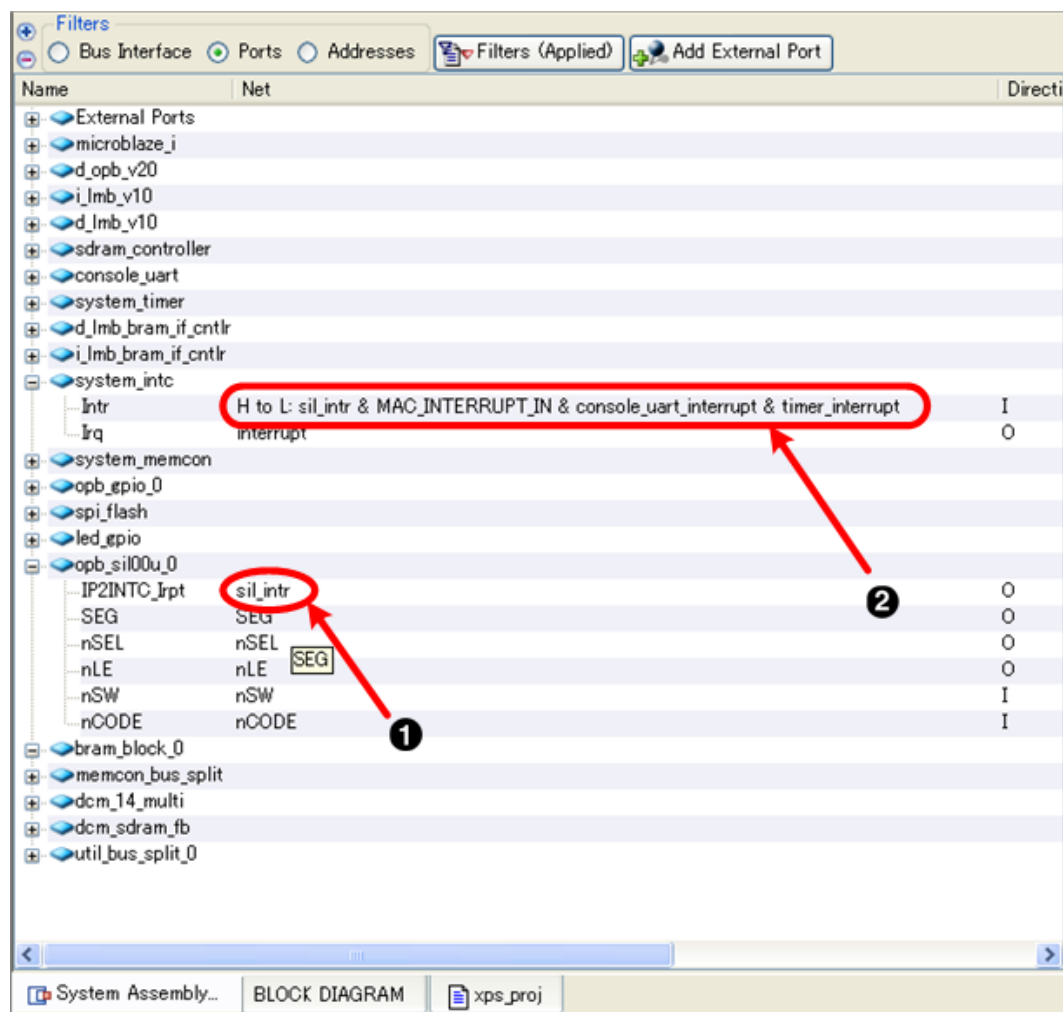 Filters
Bus Interface Ports Addresses Filters (Applied) Add External Port
Name Net Directi
External Ports
microblaze_i
d_opb_v20
i_lmb_v10
d_lmb_v10
sdram_controller
console_uart
system_timer
d_lmb_bram_if_cntlr
i_lmb_bram_if_cntlr
system_intc
Intr H to L: sil_intr & MAC_INTERRUPT_IN & console_uart_interrupt & timer_interrupt I
Irq interrupt O
system_memcon
opb_gpio_0
spi_flash
led_gpio
opb_sil00u_0
IP2INTC_Irpt sil_intr O
❷
SEG SEG O
nSEL nSEL O
SEG
nLE nLE O
nSW nSW I
nCODE nCODE I
❶
bram_block_0
memcon_bus_split
dcm_14_multi
dcm_sdram_fb
util_bus_split_0
System Assembly... BLOCK DIAGRAM xps_proj